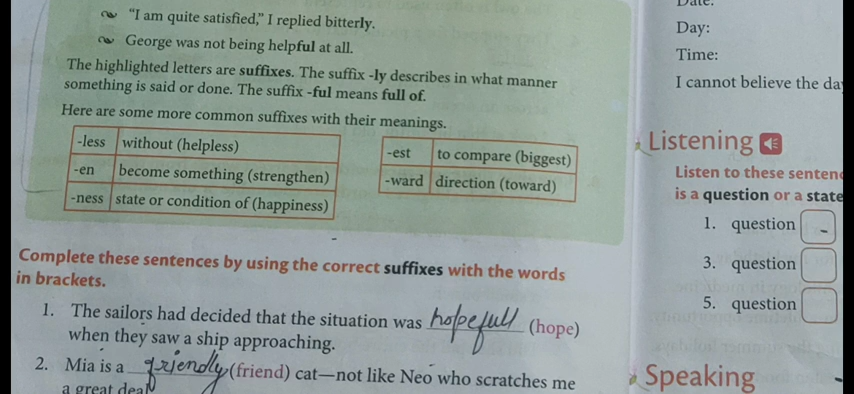 "I am quite satisfied," I replied bitterly.
George was not being helpful at all.
The highlighted letters are suffixes. The suffix -ly describes in what manner
something is said or done. The suffix -ful means full of.
Here are some more common suffixes with their meanings.
-less without (helpless)
-en become something (strengthen)
-ness state or condition of (happiness)
-est to compare (biggest)
-ward direction (toward)
Complete these sentences by using the correct suffixes with the words
in brackets.
1. The sailors had decided that the situation was hopefull (hope)
when they saw a ship approaching.
2. Mia is a friendly (friend) cat—not like Neo who scratches me
a great deal
Date:
Day:
Time:
I cannot believe the da
Listening
Listen to these senten
is a question or a state
1. question
3. question
5. question
Speaking